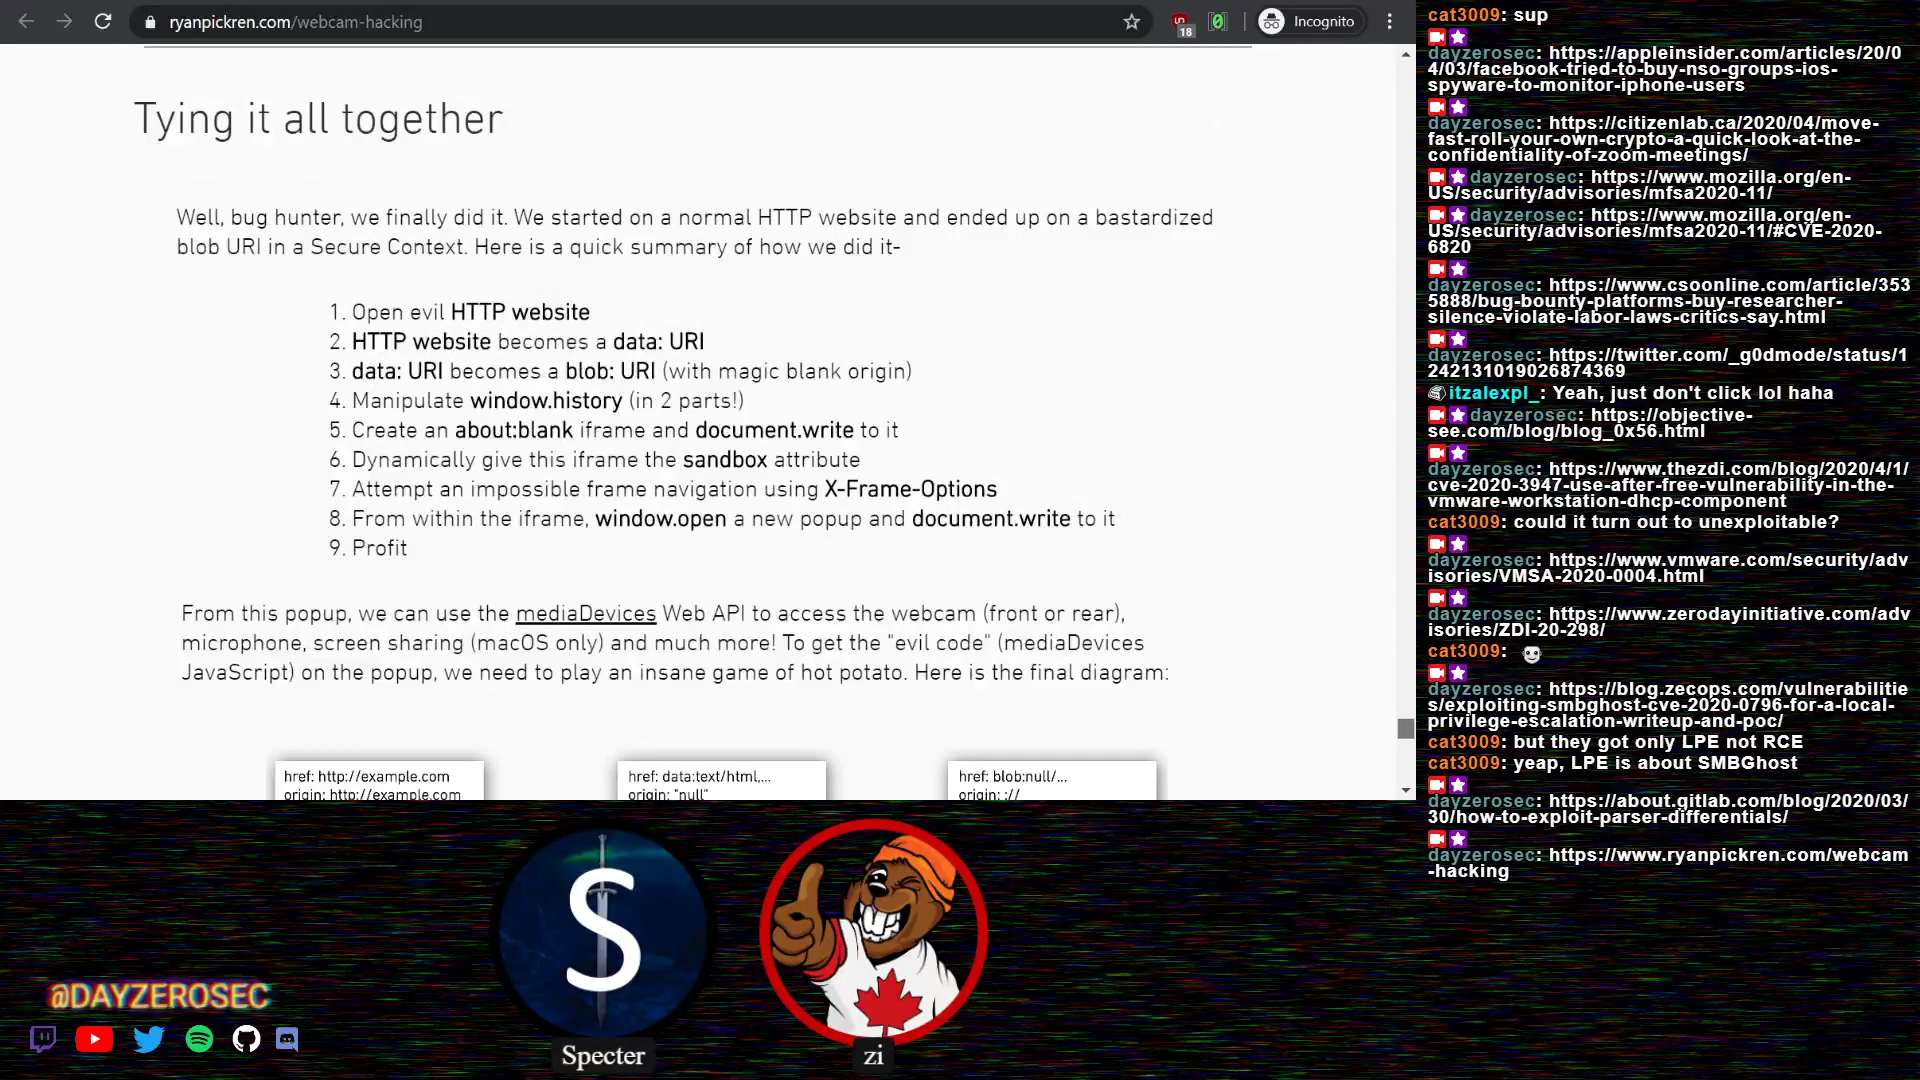 ryanpickren.com/webcam-hacking
18
Incognito
Tying it all together
Well, bug hunter, we finally did it. We started on a normal HTTP website and ended up on a bastardized
blob URI in a Secure Context. Here is a quick summary of how we did it-
1. Open evil HTTP website
2. HTTP website becomes a data: URI
3. data: URI becomes a blob: URI (with magic blank origin)
4. Manipulate window.history (in 2 parts!)
5. Create an about:blank iframe and document.write to it
6. Dynamically give this iframe the sandbox attribute
7. Attempt an impossible frame navigation using X-Frame-Options
8. From within the iframe, window.open a new popup and document.write to it
9. Profit
From this popup, we can use the mediaDevices Web API to access the webcam (front or rear),
microphone, screen sharing (macOS only) and much more! To get the "evil code" (mediaDevices
JavaScript) on the popup, we need to play an insane game of hot potato. Here is the final diagram:
href: http://example.com
origin: http://example.com
href: data:text/html,...
origin: "null"
href: blob:null/...
origin: ://
cat3009: sup
dayzerosec: https://appleinsider.com/articles/20/0
4/03/facebook-tried-to-buy-nso-groups-ios-
spyware-to-monitor-iphone-users
dayzerosec: https://citizenlab.ca/2020/04/move-
fast-roll-your-own-crypto-a-quick-look-at-the-
confidentiality-of-zoom-meetings/
dayzerosec: https://www.mozilla.org/en-
US/security/advisories/mfsa2020-11/
dayzerosec: https://www.mozilla.org/en-
US/security/advisories/mfsa2020-11/#CVE-2020-
6820
dayzerosec: https://www.csoonline.com/article/353
5888/bug-bounty-platforms-buy-researcher-
silence-violate-labor-laws-critics-say.html
dayzerosec: https://twitter.com/_g0dmode/status/1
242131019026874369
itzalexpl_: Yeah, just don't click lol haha
dayzerosec: https://objective-
see.com/blog/blog_0x56.html
dayzerosec: https://www.thezdi.com/blog/2020/4/1/
cve-2020-3947-use-after-free-vulnerability-in-the-
vmware-workstation-dhcp-component
cat3009: could it turn out to unexploitable?
dayzerosec: https://www.vmware.com/security/adv
isories/VMSA-2020-0004.html
dayzerosec: https://www.zerodayinitiative.com/adv
isories/ZDI-20-298/
cat3009:
dayzerosec: https://blog.zecops.com/vulnerabilitie
s/exploiting-smbghost-cve-2020-0796-for-a-local-
privilege-escalation-writeup-and-poc/
cat3009: but they got only LPE not RCE
cat3009: yeap, LPE is about SMBGhost
dayzerosec: https://about.gitlab.com/blog/2020/03/
30/how-to-exploit-parser-differentials/
dayzerosec: https://www.ryanpickren.com/webcam
-hacking
@DAYZEROSEC
S
Specter
zi